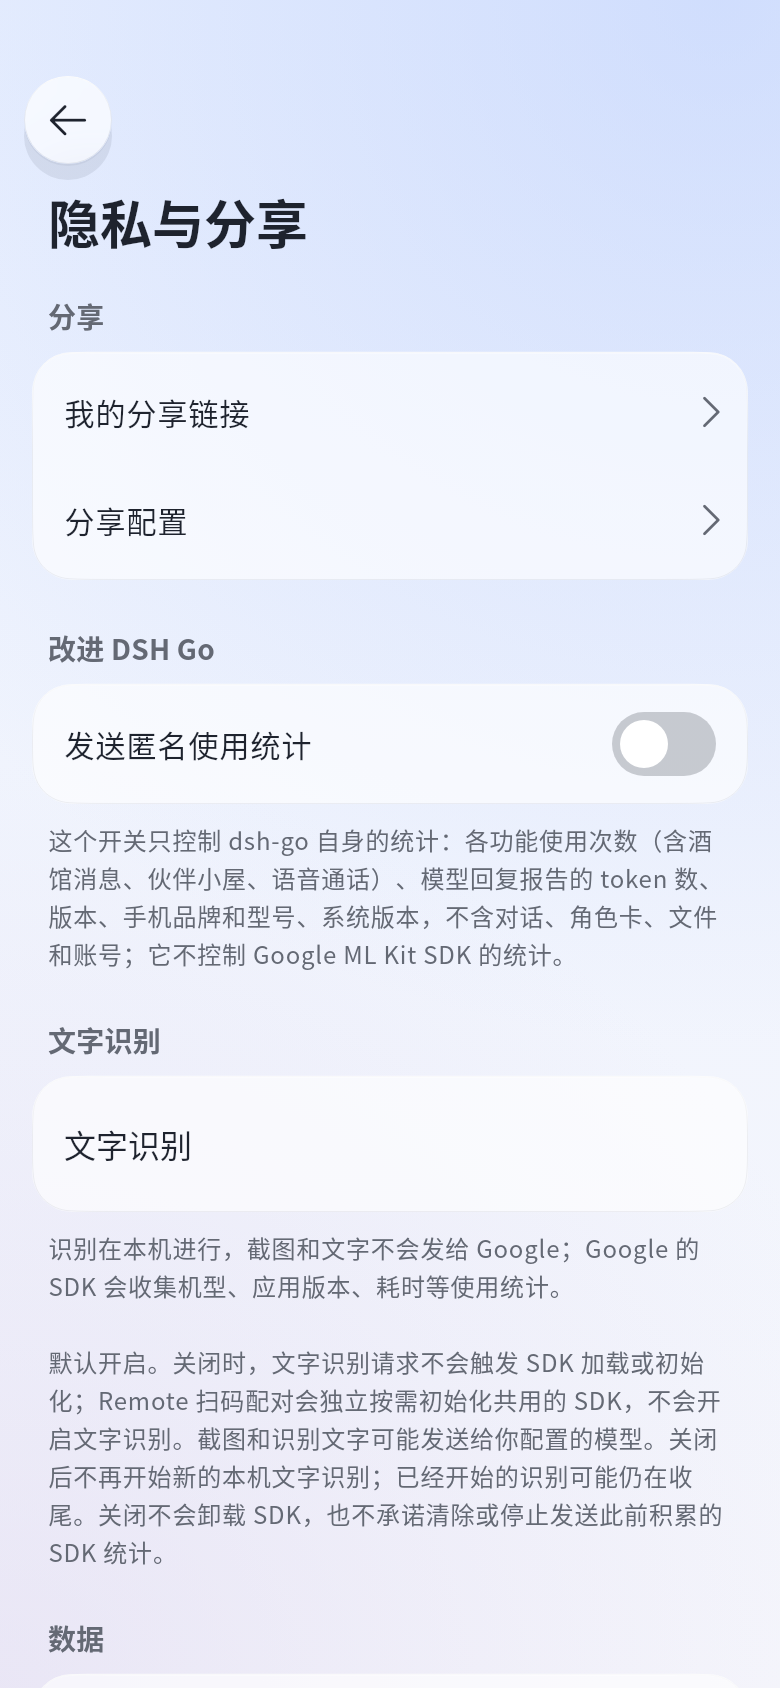 隐私与分享
分享
我的分享链接
分享配置
改进 DSH Go
发送匿名使用统计
这个开关只控制 dsh-go 自身的统计：各功能使用次数（含酒
馆消息、伙伴小屋、语音通话）、模型回复报告的 token 数、
版本、手机品牌和型号、系统版本，不含对话、角色卡、文件
和账号；它不控制 Google ML Kit SDK 的统计。
文字识别
文字识别
识别在本机进行，截图和文字不会发给 Google；Google 的
SDK 会收集机型、应用版本、耗时等使用统计。
默认开启。关闭时，文字识别请求不会触发 SDK 加载或初始
化；Remote 扫码配对会独立按需初始化共用的 SDK，不会开
启文字识别。截图和识别文字可能发送给你配置的模型。关闭
后不再开始新的本机文字识别；已经开始的识别可能仍在收
尾。关闭不会卸载 SDK，也不承诺清除或停止发送此前积累的
SDK 统计。
数据